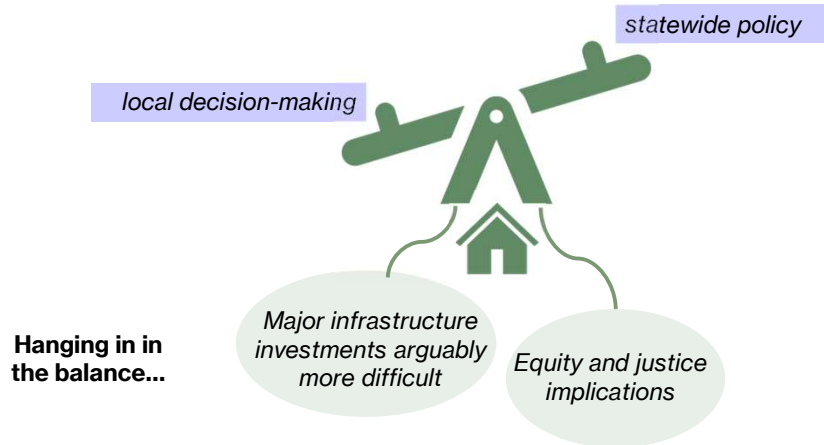 statewide policy
local decision-making
Major infrastructure
investments arguably
more difficult
Hanging in in
the balance...
Equity and justice
implications